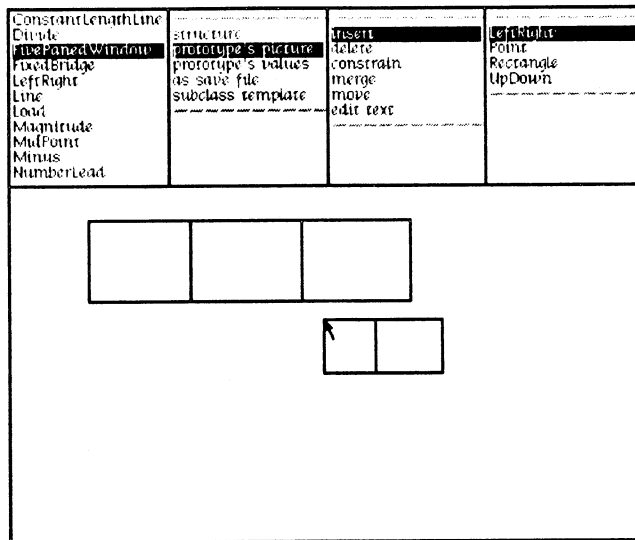 ConstantLengthLine
Divide
FivePanedWindow
FixedBridge
LeftRight
Line
Load
Magnitude
MidPoint
Minus
NumberLead
structure
prototype's picture
prototype's values
as save file
subclass template
insert
delete
constrain
merge
move
edit text
LeftRight
Point
Rectangle
UpDown